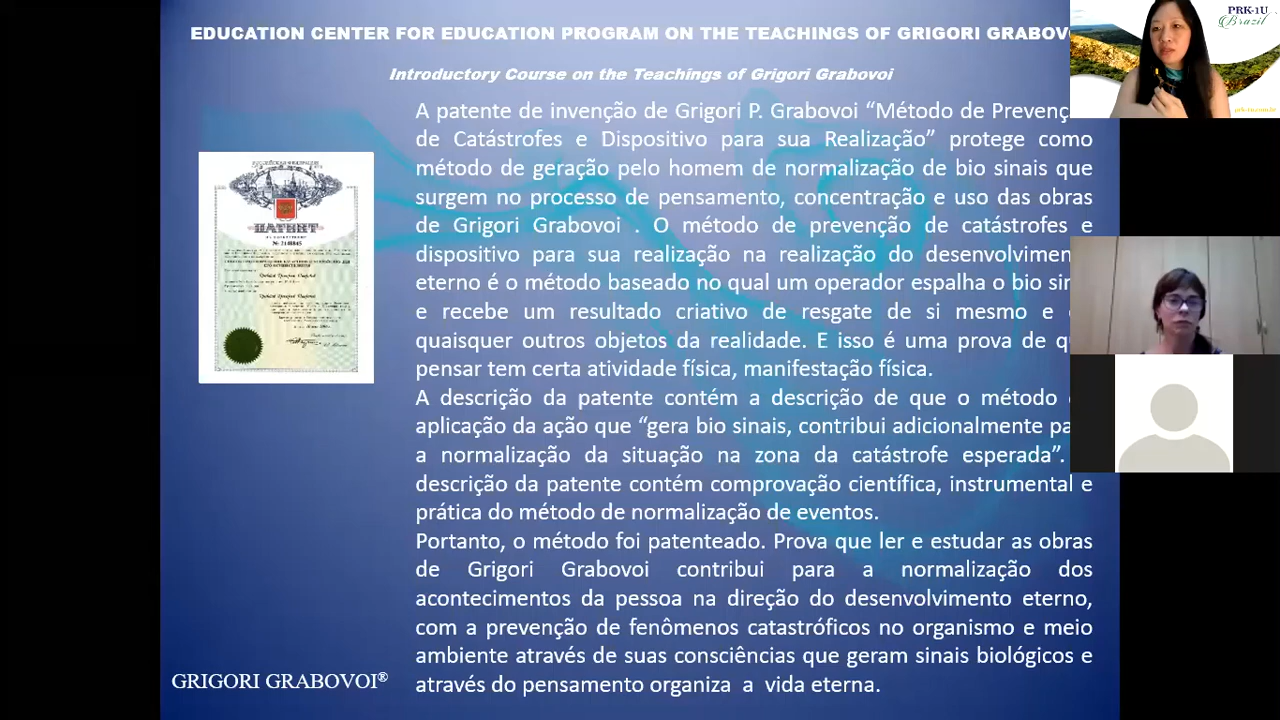 EDUCATION CENTER FOR EDUCATION PROGRAM ON THE TEACHINGS OF GRIGORI GRABOV
Introductory Course on the Teachings of Grigori Grabovoi
PRK-1U
Brazil
A patente de invenção de Grigori P. Grabovoi “Método de Prevenç
de Catástrofes e Dispositivo para sua Realização” protege como
método de geração pelo homem de normalização de bio sinais que
surgem no processo de pensamento, concentração e uso das obras
de Grigori Grabovoi . O metodo de prevenção de catástrofes e
dispositivo para sua realização na realização do desenvolvimen
eterno é o método baseado no qual um operador espalha o bio sin
e recebe um resultado criativo de resgate de si mesmo e
quaisquer outros objetos da realidade. E isso é uma prova de q
pensar tem certa atividade física, manifestação física.
A descrição da patente contém a descrição de que o método
aplicação da ação que “gera bio sinais, contribui adicionalmente pa
a normalização da situação na zona da catástrofe esperada”.
descrição da patente contém comprovação científica, instrumental e
prática do método de normalização de eventos.
Portanto, o método foi patenteado. Prova que ler e estudar as obras
de Grigori Grabovoi contribui para a normalização dos
acontecimentos da pessoa na direção do desenvolvimento eterno,
com a prevenção de fenômenos catastróficos no organismo e meio
ambiente através de suas consciências que geram sinais biológicos e
através do pensamento organiza a vida eterna.
ПАТЕНТ
GRIGORI GRABOVOI®